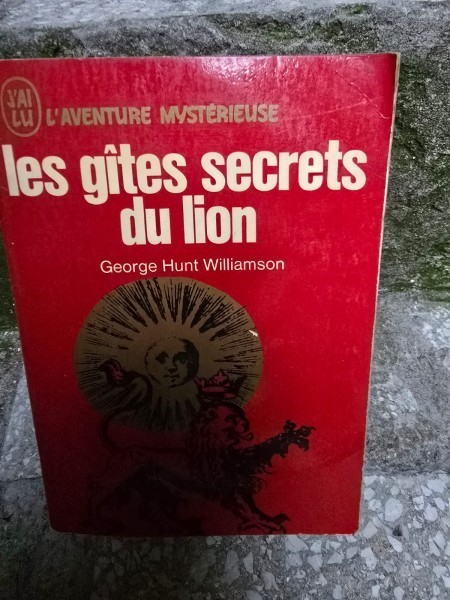 J'AI
LU
L'AVENTURE MYSTÉRIEUSE
les gîtes secrets
du lion
George Hunt Williamson